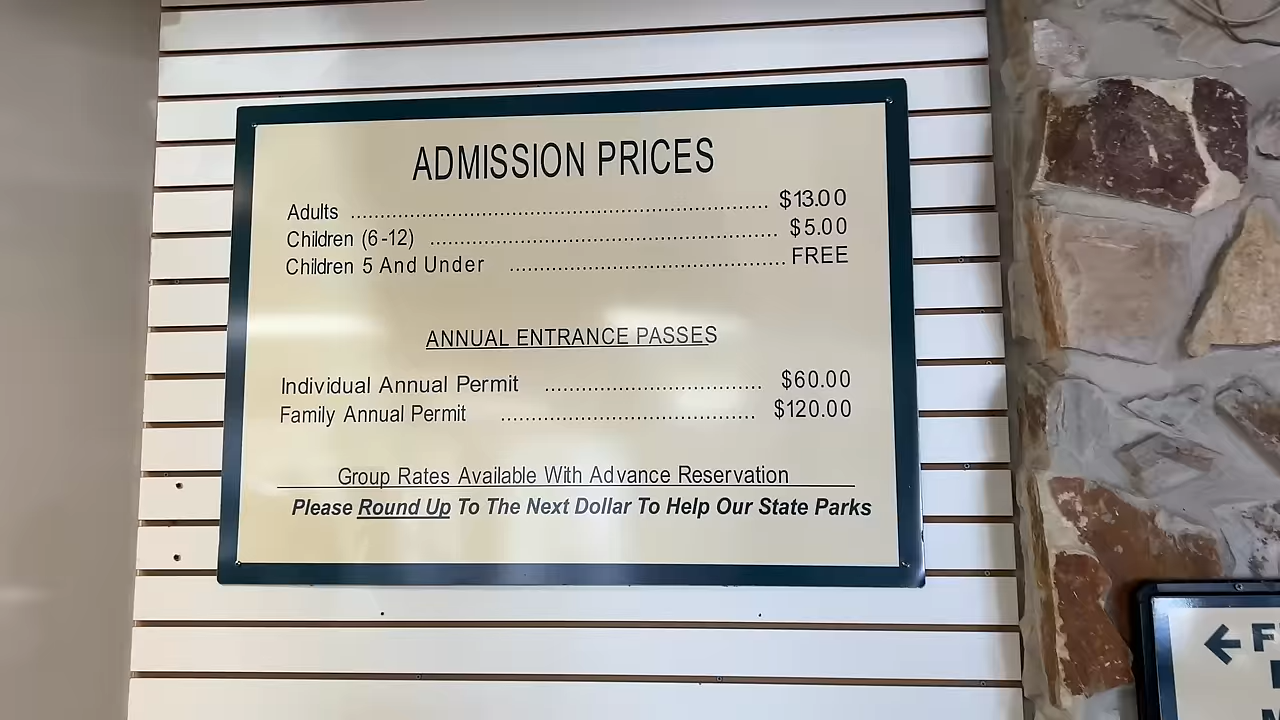 ADMISSION PRICES
Adults ........................................................................ $13.00
Children (6-12) ............................................................ $5.00
Children 5 And Under ............................................... FREE
ANNUAL ENTRANCE PASSES
Individual Annual Permit ..................................... $60.00
Family Annual Permit ........................................... $120.00
Group Rates Available With Advance Reservation
Please Round Up To The Next Dollar To Help Our State Parks
←